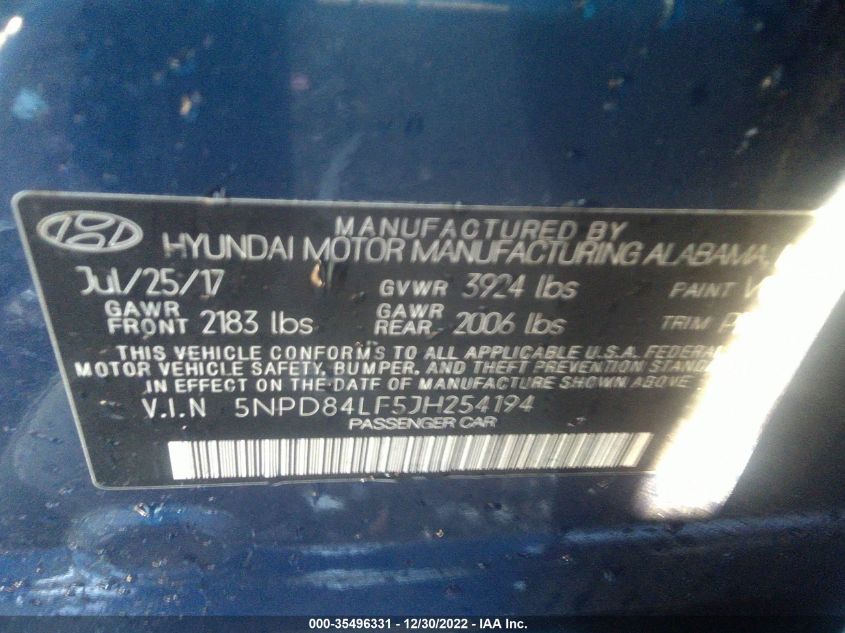 MANUFACTURED BY
HYUNDAI MOTOR MANUFACTURING ALABAMA,
Jul/25/17 GVWR 3924 lbs PAINT
GAWR FRONT 2183 lbs GAWR REAR 2006 lbs TRIM
THIS VEHICLE CONFORMS TO ALL APPLICABLE U.S.A. FEDERAL
MOTOR VEHICLE SAFETY, BUMPER, AND THEFT PREVENTION
IN EFFECT ON THE DATE OF MANUFACTURE SHOWN ABOVE
V.I.N 5NPD84LF5JH254194
PASSENGER CAR
000-35496331 - 12/30/2022 - IAA Inc.